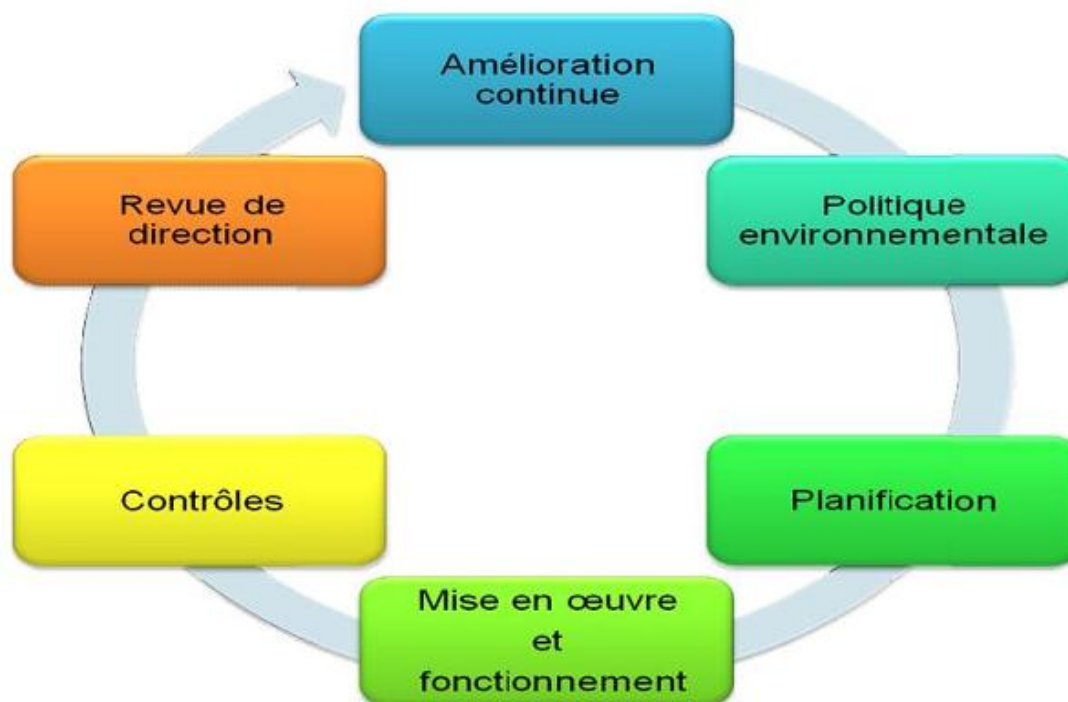 Amélioration
continue
Revue de
direction
Politique
environnementale
Contrôles
Planification
Mise en œuvre
et
fonctionnement